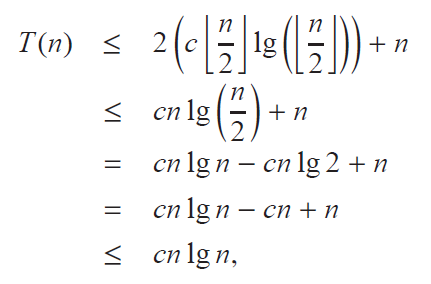 T(n) ≤ 2(c⌊n/2⌋ lg(⌊n/2⌋)) + n
≤ cn lg(n/2) + n
= cn lg n − cn lg 2 + n
= cn lg n − cn + n
≤ cn lg n,